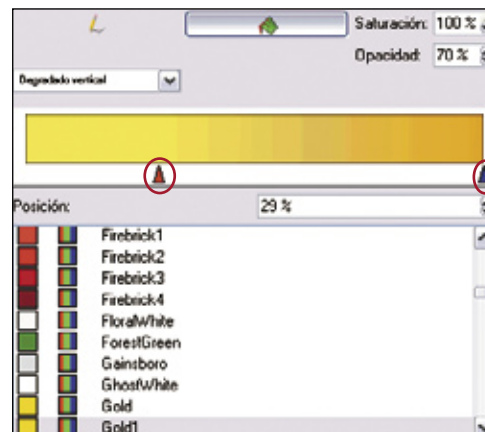 Saturación: 100 %
Opacidad: 70 %
Degradado vertical
Posición: 29 %
Firebrick1
Firebrick2
Firebrick3
Firebrick4
FloralWhite
ForestGreen
Gainsboro
GhostWhite
Gold
Gold1